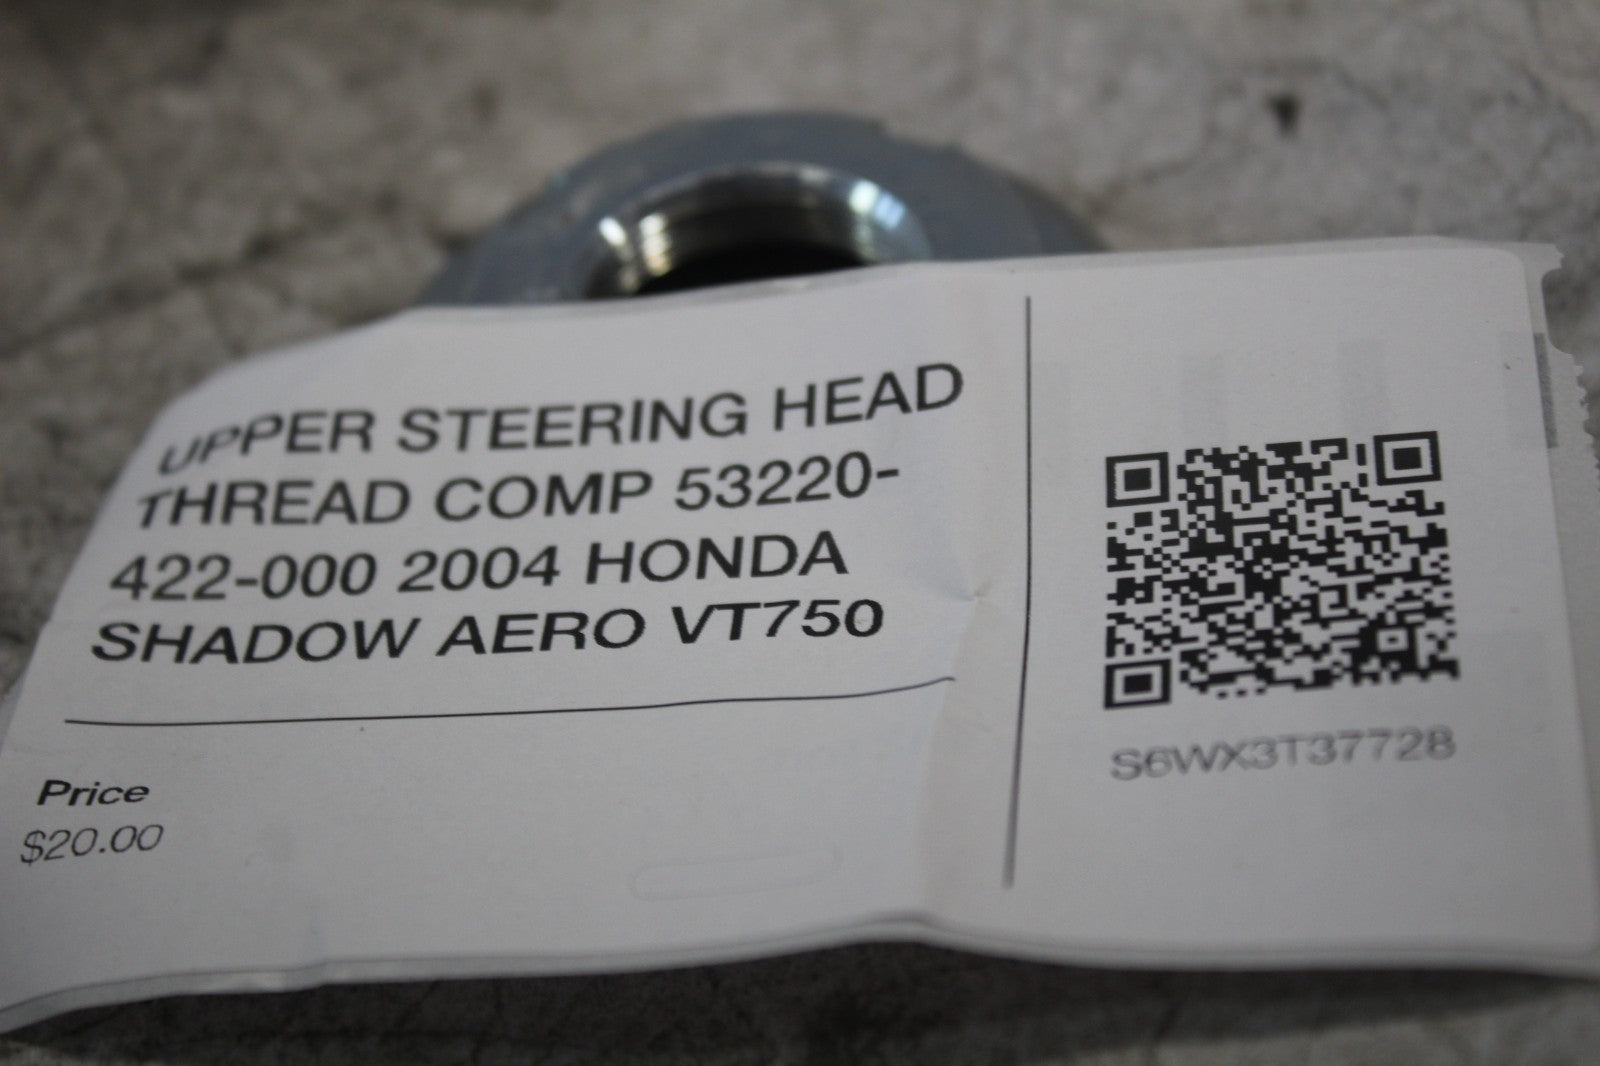 UPPER STEERING HEAD
THREAD COMP 53220-
422-000 2004 HONDA
SHADOW AERO VT750
Price
$20.00
S6WX3T37728